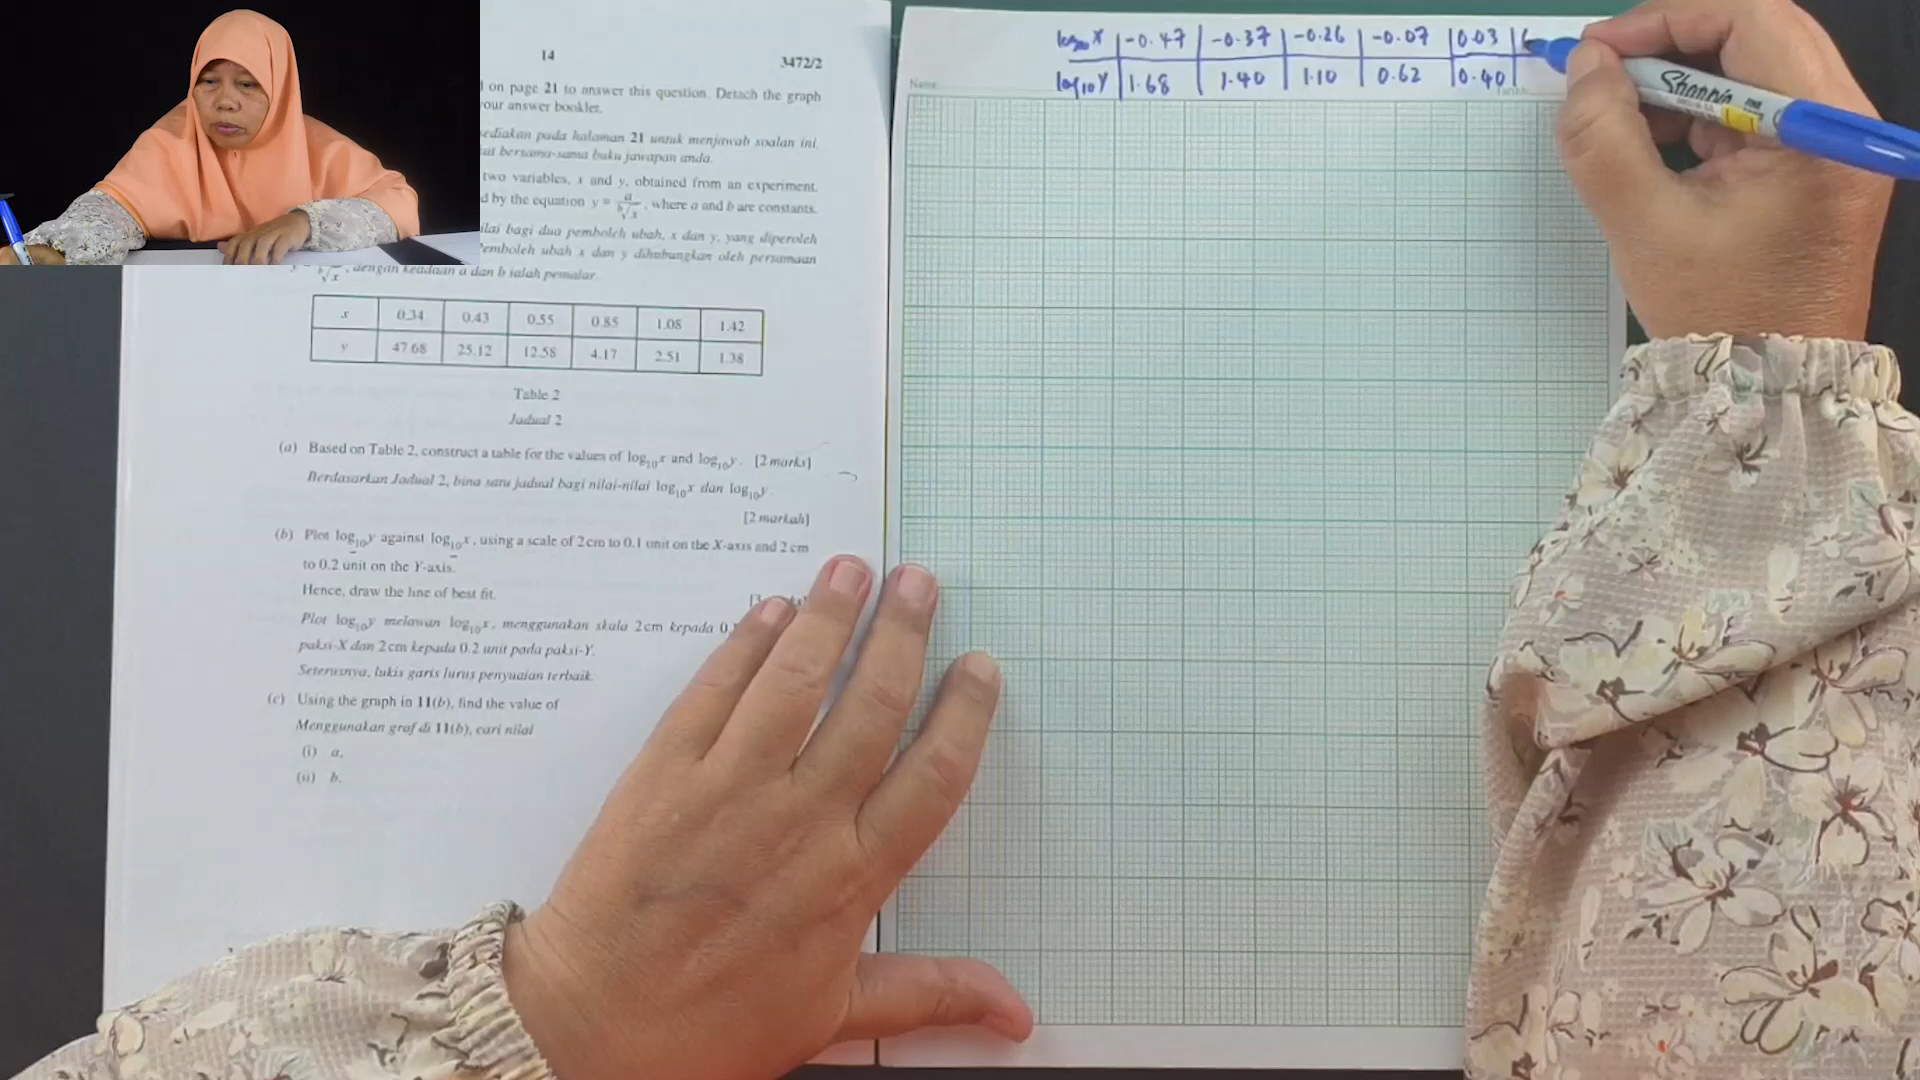 14
3472/2
on page 21 to answer this question. Detach the graph
our answer booklet.
sediakan pada halaman 21 untuk menjawab soalan ini.
bersama-sama buku jawapan anda.
two variables, x and y, obtained from an experiment.
d by the equation y = a/ᵇ√x, where a and b are constants.
ilai bagi dua pemboleh ubah, x dan y, yang diperoleh
Pemboleh ubah x dan y dihubungkan oleh persamaan
ᵇ√x, dengan keadaan a dan b ialah pemalar.
x 0.34 0.43 0.55 0.85 1.08 1.42
y 47.68 25.12 12.58 4.17 2.51 1.38
Table 2
Jadual 2
(a) Based on Table 2, construct a table for the values of log₁₀x and log₁₀y. [2 marks]
Berdasarkan Jadual 2, bina satu jadual bagi nilai-nilai log₁₀x dan log₁₀y.
[2 markah]
(b) Plot log₁₀y against log₁₀x, using a scale of 2 cm to 0.1 unit on the X-axis and 2 cm
to 0.2 unit on the Y-axis.
Hence, draw the line of best fit.
Plot log₁₀y melawan log₁₀x, menggunakan skala 2 cm kepada
paksi-X dan 2 cm kepada 0.2 unit pada paksi-Y.
Seterusnya, lukis garis lurus penyuaian terbaik.
(c) Using the graph in 11(b), find the value of
Menggunakan graf di 11(b), cari nilai
(i) a.
(ii) b.
log₁₀x -0.47 -0.37 -0.26 -0.07 0.03
log₁₀y 1.68 1.40 1.10 0.62 0.40
Name
Sharpie